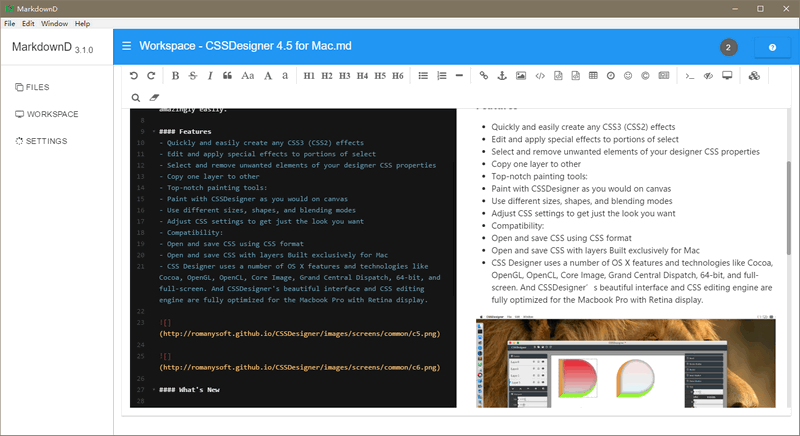 MarkdownD
File Edit Window Help
MarkdownD 3.1.0
Workspace - CSSDesigner 4.5 for Mac.md
2
FILES
WORKSPACE
SETTINGS
B S I Aa A a H1 H2 H3 H4 H5 H6
amazingly easily.
8
9 #### Features
10 - Quickly and easily create any CSS3 (CSS2) effects
11 - Edit and apply special effects to portions of select
12 - Select and remove unwanted elements of your designer CSS properties
13 - Copy one layer to other
14 - Top-notch painting tools:
15 - Paint with CSSDesigner as you would on canvas
16 - Use different sizes, shapes, and blending modes
17 - Adjust CSS settings to get just the look you want
18 - Compatibility:
19 - Open and save CSS using CSS format
20 - Open and save CSS with layers Built exclusively for Mac
21 - CSS Designer uses a number of OS X features and technologies like
Cocoa, OpenGL, OpenCL, Core Image, Grand Central Dispatch, 64-bit, and
full-screen. And CSSDesigner's beautiful interface and CSS editing
engine are fully optimized for the Macbook Pro with Retina display.
22
23 ![]
(http://romanysoft.github.io/CSSDesigner/images/screens/common/c5.png)
24
25 ![]
(http://romanysoft.github.io/CSSDesigner/images/screens/common/c6.png)
26
27 #### What's New
28
Features
• Quickly and easily create any CSS3 (CSS2) effects
• Edit and apply special effects to portions of select
• Select and remove unwanted elements of your designer CSS properties
• Copy one layer to other
• Top-notch painting tools:
• Paint with CSSDesigner as you would on canvas
• Use different sizes, shapes, and blending modes
• Adjust CSS settings to get just the look you want
• Compatibility:
• Open and save CSS using CSS format
• Open and save CSS with layers Built exclusively for Mac
• CSS Designer uses a number of OS X features and technologies like Cocoa,
OpenGL, OpenCL, Core Image, Grand Central Dispatch, 64-bit, and full-
screen. And CSSDesigner’s beautiful interface and CSS editing engine are
fully optimized for the Macbook Pro with Retina display.